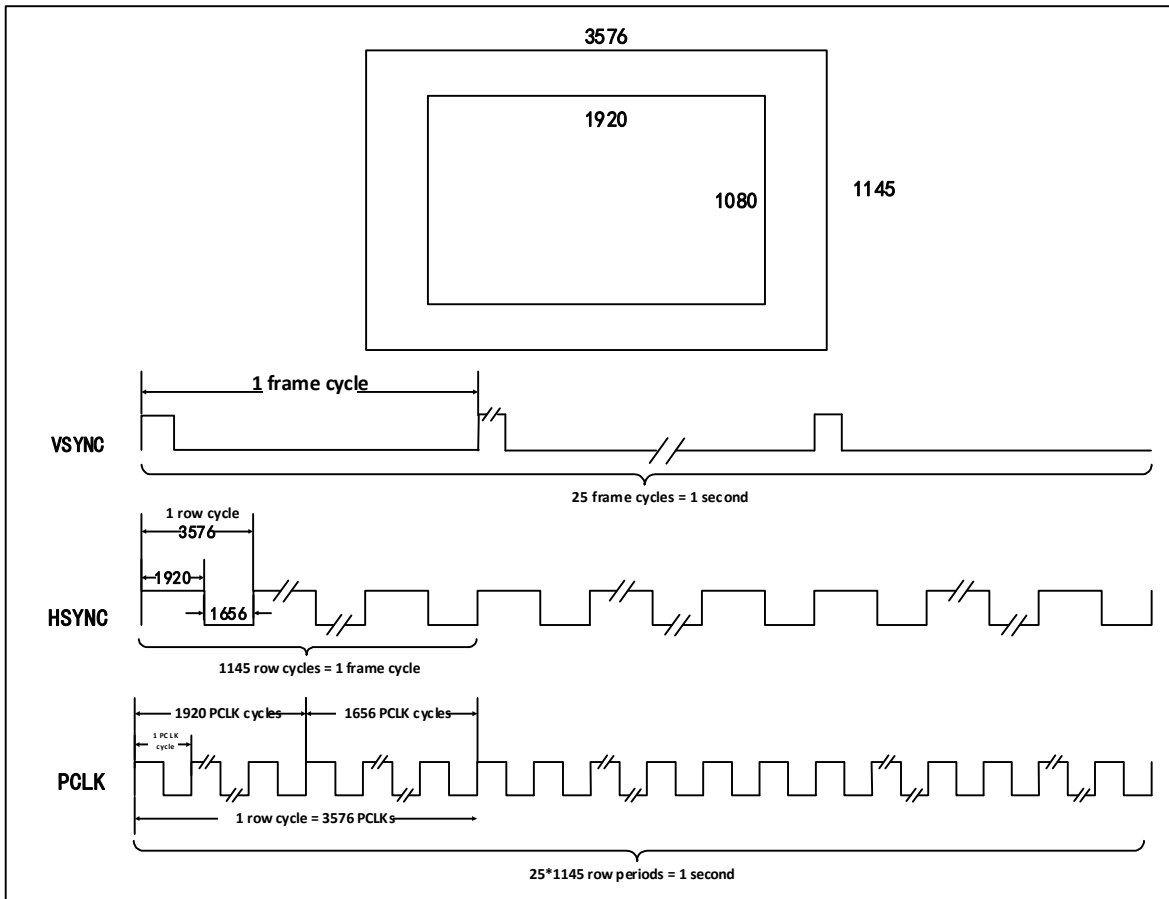 3576
1920
1080
1145
1 frame cycle
VSYNC
25 frame cycles = 1 second
1 row cycle
3576
1920
1656
HSYNC
1145 row cycles = 1 frame cycle
1920 PCLK cycles
1656 PCLK cycles
1 PCLK
cycle
PCLK
1 row cycle = 3576 PCLKs
25*1145 row periods = 1 second